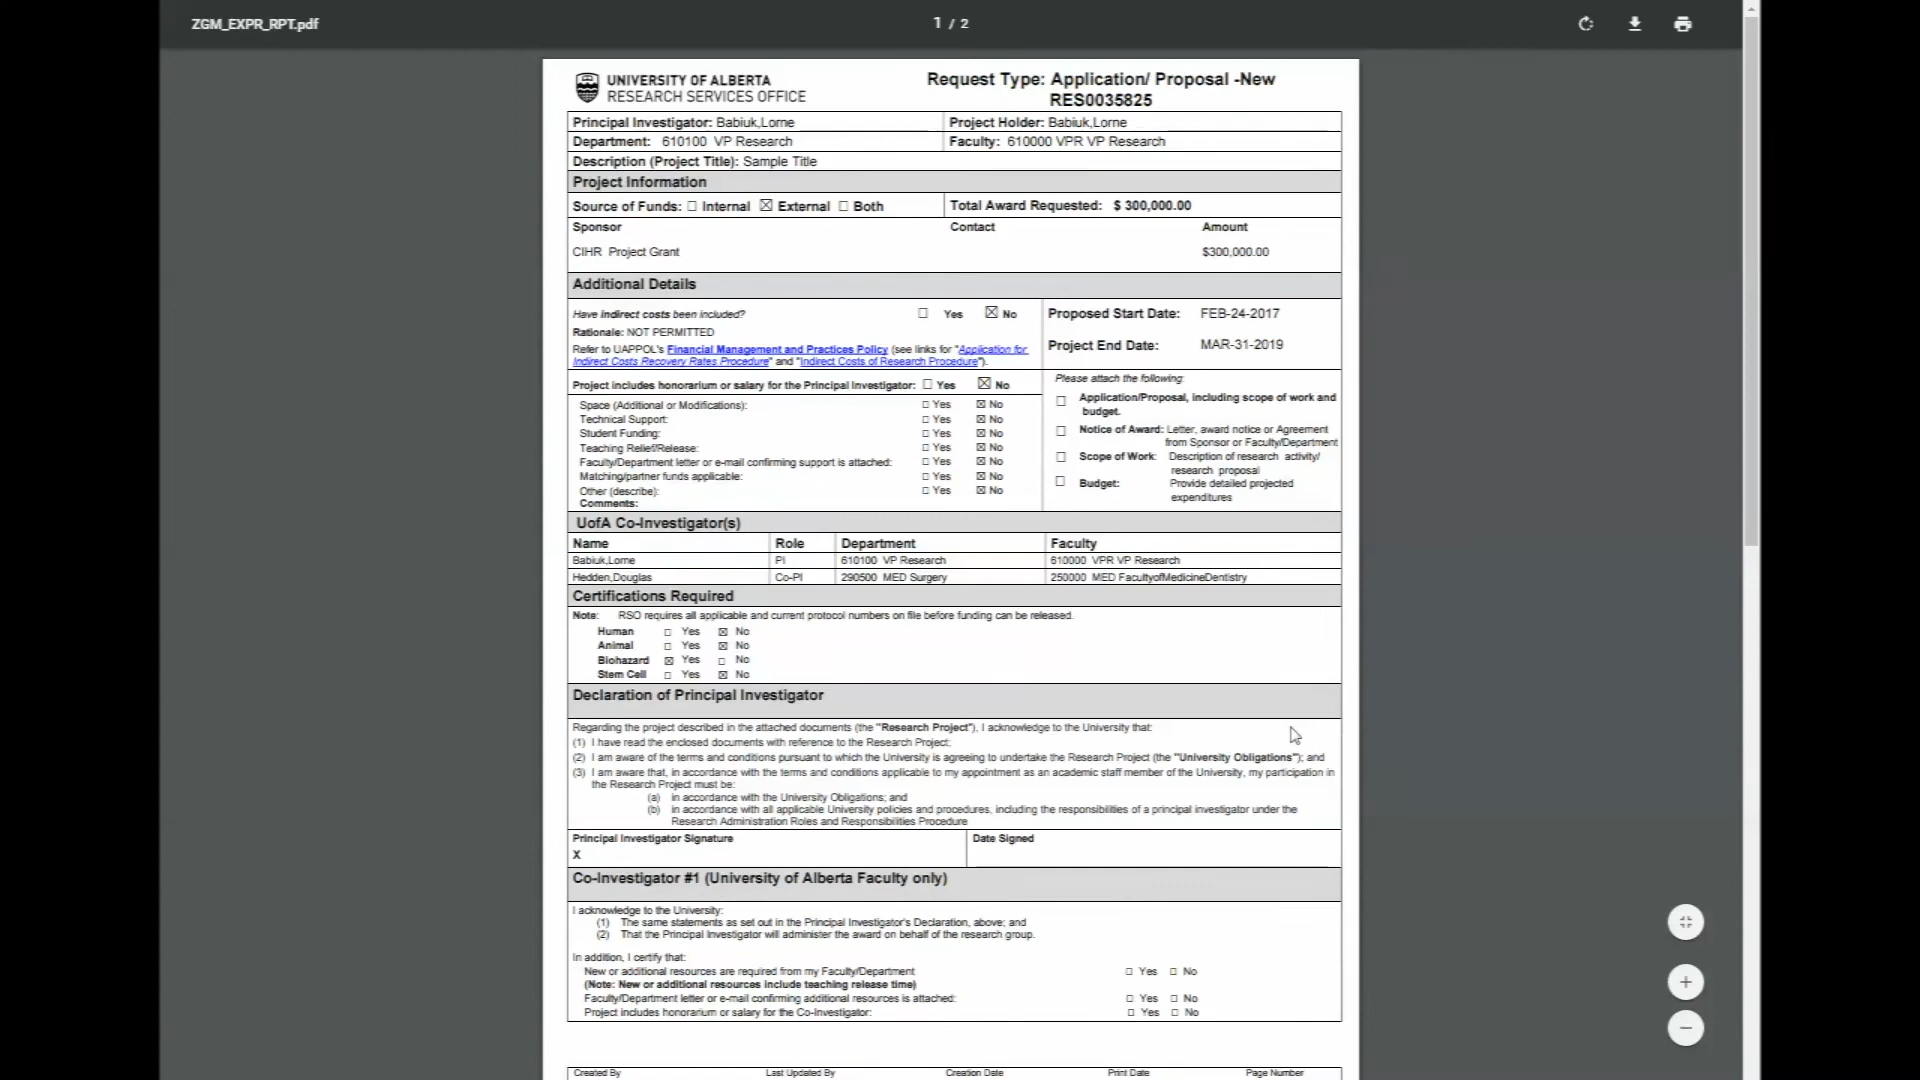 ZGM_EXPR_RPT.pdf
1 / 2
UNIVERSITY OF ALBERTA
RESEARCH SERVICES OFFICE
Request Type: Application/ Proposal -New
RES0035825
Principal Investigator: Babiuk,Lorne
Project Holder: Babiuk,Lorne
Department: 610100 VP Research
Faculty: 610000 VPR VP Research
Description (Project Title): Sample Title
Project Information
Source of Funds: ☐ Internal ☒ External ☐ Both
Total Award Requested: $ 300,000.00
Sponsor Contact Amount
CIHR Project Grant $300,000.00
Additional Details
Have Indirect costs been included? ☐ Yes ☒ No
Rationale: NOT PERMITTED
Refer to UAPPOL's Financial Management and Practices Policy (see links for "Application for
Indirect Costs Recovery Rates Procedure" and "Indirect Costs of Research Procedure").
Proposed Start Date: FEB-24-2017
Project End Date: MAR-31-2019
Project includes honorarium or salary for the Principal Investigator: ☐ Yes ☒ No
Space (Additional or Modifications): ☐ Yes ☒ No
Technical Support: ☐ Yes ☒ No
Student Funding: ☐ Yes ☒ No
Teaching Relief/Release: ☐ Yes ☒ No
Faculty/Department letter or e-mail confirming support is attached: ☐ Yes ☒ No
Matching/partner funds applicable: ☐ Yes ☒ No
Other (describe): ☐ Yes ☒ No
Comments:
Please attach the following:
☐ Application/Proposal, including scope of work and
budget.
☐ Notice of Award: Letter, award notice or Agreement
from Sponsor or Faculty/Department
☐ Scope of Work: Description of research activity/
research proposal
☐ Budget: Provide detailed projected
expenditures
UofA Co-Investigator(s)
Name Role Department Faculty
Babiuk,Lorne PI 610100 VP Research 610000 VPR VP Research
Hedden,Douglas Co-PI 290500 MED Surgery 250000 MED FacultyofMedicineDentistry
Certifications Required
Note: RSO requires all applicable and current protocol numbers on file before funding can be released.
Human ☐ Yes ☒ No
Animal ☐ Yes ☒ No
Biohazard ☒ Yes ☐ No
Stem Cell ☐ Yes ☒ No
Declaration of Principal Investigator
Regarding the project described in the attached documents (the "Research Project"), I acknowledge to the University that:
(1) I have read the enclosed documents with reference to the Research Project;
(2) I am aware of the terms and conditions pursuant to which the University is agreeing to undertake the Research Project (the "University Obligations"); and
(3) I am aware that, in accordance with the terms and conditions applicable to my appointment as an academic staff member of the University, my participation in
the Research Project must be:
(a) in accordance with the University Obligations; and
(b) in accordance with all applicable University policies and procedures, including the responsibilities of a principal investigator under the
Research Administration Roles and Responsibilities Procedure
Principal Investigator Signature
X
Date Signed
Co-Investigator #1 (University of Alberta Faculty only)
I acknowledge to the University:
(1) The same statements as set out in the Principal Investigator's Declaration, above; and
(2) That the Principal Investigator will administer the award on behalf of the research group.
In addition, I certify that:
New or additional resources are required from my Faculty/Department ☐ Yes ☐ No
(Note: New or additional resources include teaching release time)
Faculty/Department letter or e-mail confirming additional resources is attached: ☐ Yes ☐ No
Project includes honorarium or salary for the Co-Investigator: ☐ Yes ☐ No
Created By Last Updated By Creation Date Print Date Page Number